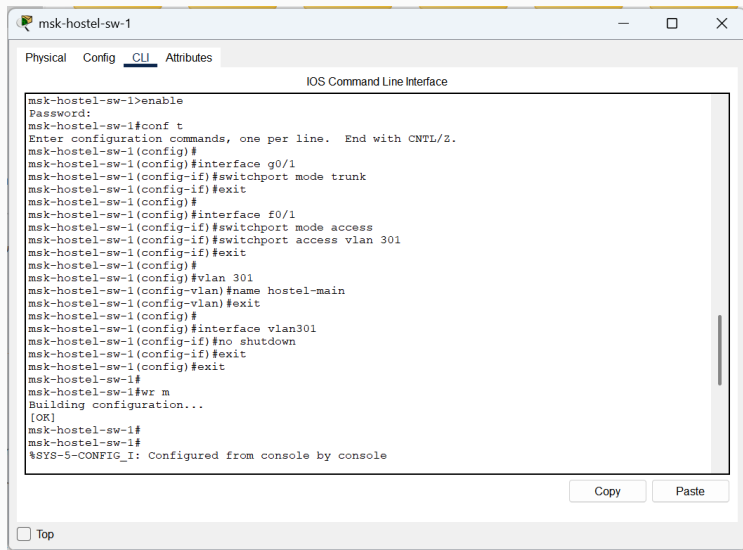 msk-hostel-sw-1
Physical Config CLI Attributes
IOS Command Line Interface
msk-hostel-sw-1>enable
Password:
msk-hostel-sw-1#conf t
Enter configuration commands, one per line.  End with CNTL/Z.
msk-hostel-sw-1(config)#
msk-hostel-sw-1(config)#interface g0/1
msk-hostel-sw-1(config-if)#switchport mode trunk
msk-hostel-sw-1(config-if)#exit
msk-hostel-sw-1(config)#
msk-hostel-sw-1(config)#interface f0/1
msk-hostel-sw-1(config-if)#switchport mode access
msk-hostel-sw-1(config-if)#switchport access vlan 301
msk-hostel-sw-1(config-if)#exit
msk-hostel-sw-1(config)#
msk-hostel-sw-1(config)#vlan 301
msk-hostel-sw-1(config-vlan)#name hostel-main
msk-hostel-sw-1(config-vlan)#exit
msk-hostel-sw-1(config)#
msk-hostel-sw-1(config)#interface vlan301
msk-hostel-sw-1(config-if)#no shutdown
msk-hostel-sw-1(config-if)#exit
msk-hostel-sw-1(config)#exit
msk-hostel-sw-1#
msk-hostel-sw-1#wr m
Building configuration...
[OK]
msk-hostel-sw-1#
msk-hostel-sw-1#
%SYS-5-CONFIG_I: Configured from console by console
Copy Paste
Top